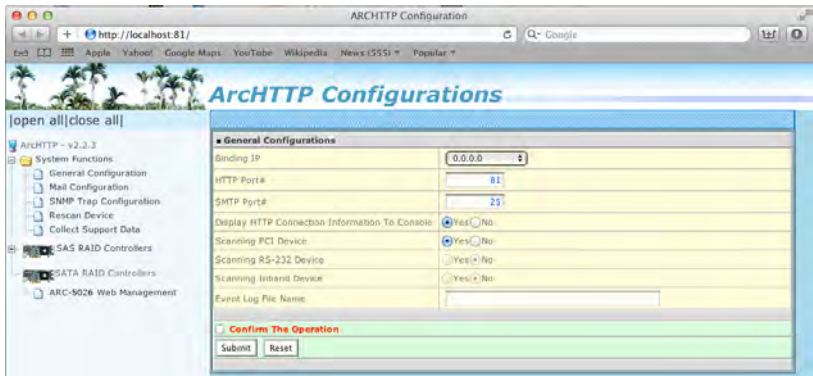 ARCHTTP Configuration
http://localhost:81/
Google
Apple Yahoo! Google Maps YouTube Wikipedia News (555) Popular
ArcHTTP Configurations
|open all|close all|
ArcHTTP - v2.2.3
System Functions
General Configuration
Mail Configuration
SNMP Trap Configuration
Rescan Device
Collect Support Data
SAS RAID Controllers
SATA RAID Controllers
ARC-5026 Web Management
General Configurations
Binding IP 0.0.0.0
HTTP Port# 81
SMTP Port# 25
Display HTTP Connection Information To Console Yes No
Scanning PCI Device Yes No
Scanning RS-232 Device Yes No
Scanning Inband Device Yes No
Event Log File Name
Confirm The Operation
Submit Reset